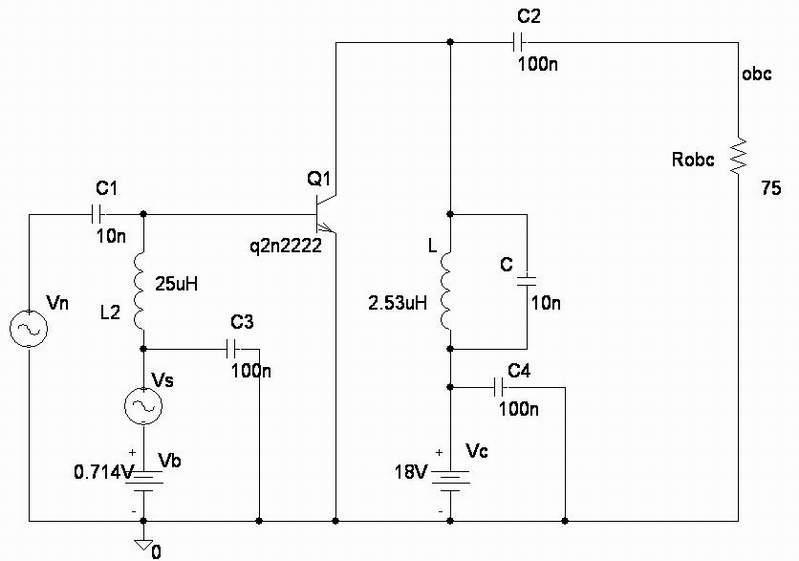 C2
100n
obc
Robc
75
Q1
C1
10n
q2n2222
L
C
25uH
Vn
L2
2.53uH
10n
C3
100n
C4
100n
Vs
+
Vb
0.714V
-
+
Vc
18V
-
0